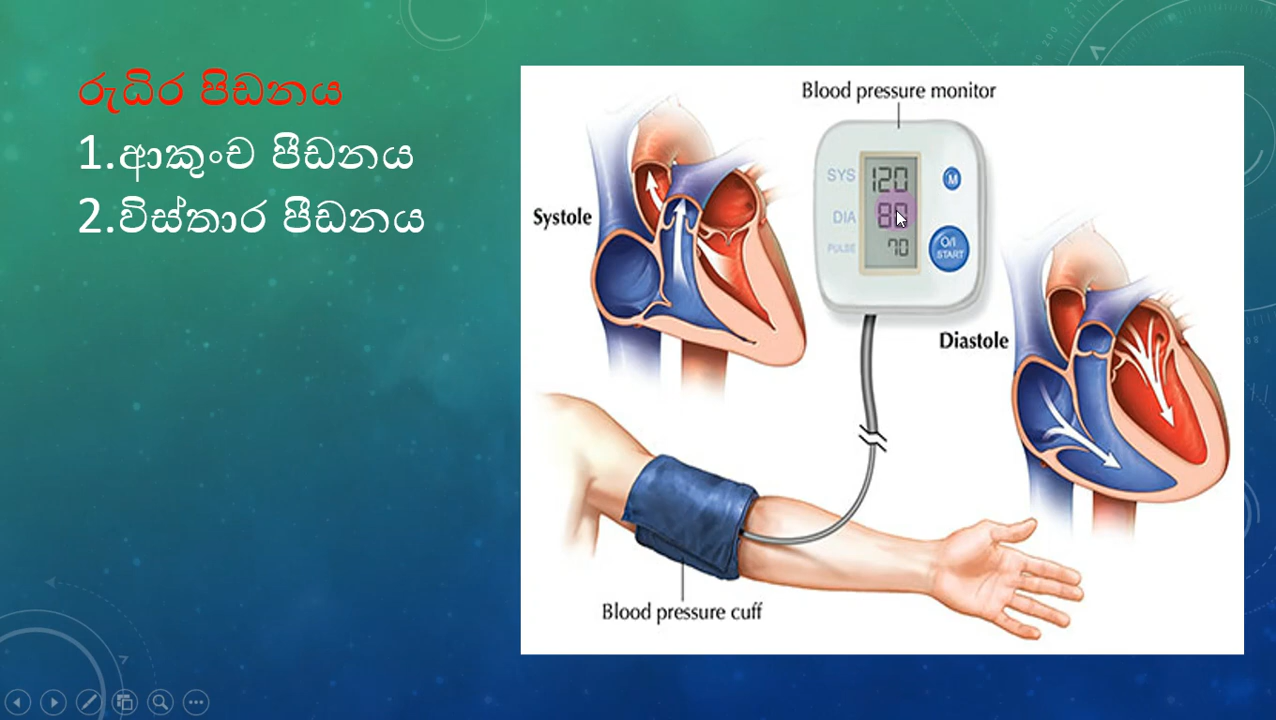 රුධිර පිඩනය
1.ආකුංච පීඩනය
2.විස්තාර පීඩනය
Blood pressure monitor
Systole
SYS 120
M
DIA 80
PULSE 70
O/I
START
Diastole
Blood pressure cuff